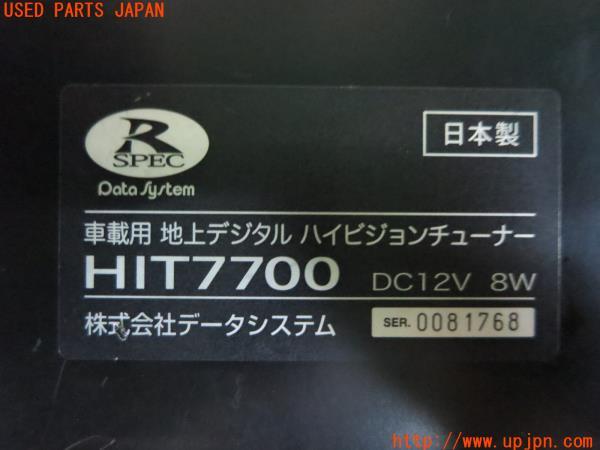 USED PARTS JAPAN
R
SPEC
Data System
日本製
車載用 地上デジタル ハイビジョンチューナー
HIT7700 DC12V 8W
株式会社データシステム SER. 0081768
http://www.upjpn.com/